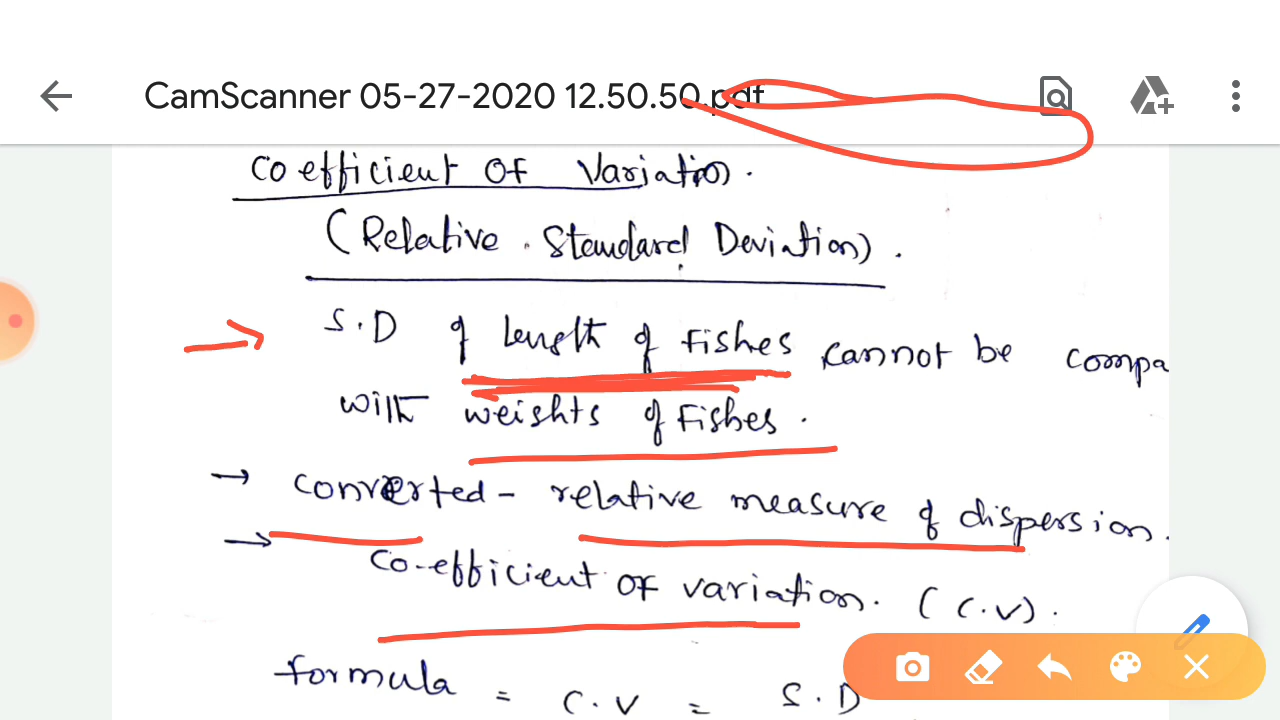 CamScanner 05-27-2020 12.50.50.pdf
Coefficient Of Variation.
(Relative Standard Deviation).
→ S.D of length of Fishes cannot be compa
with weights of Fishes.
→ converted - relative measure of dispersion.
→ Co-efficient of variation. (C.V).
formula = C.V = S.D